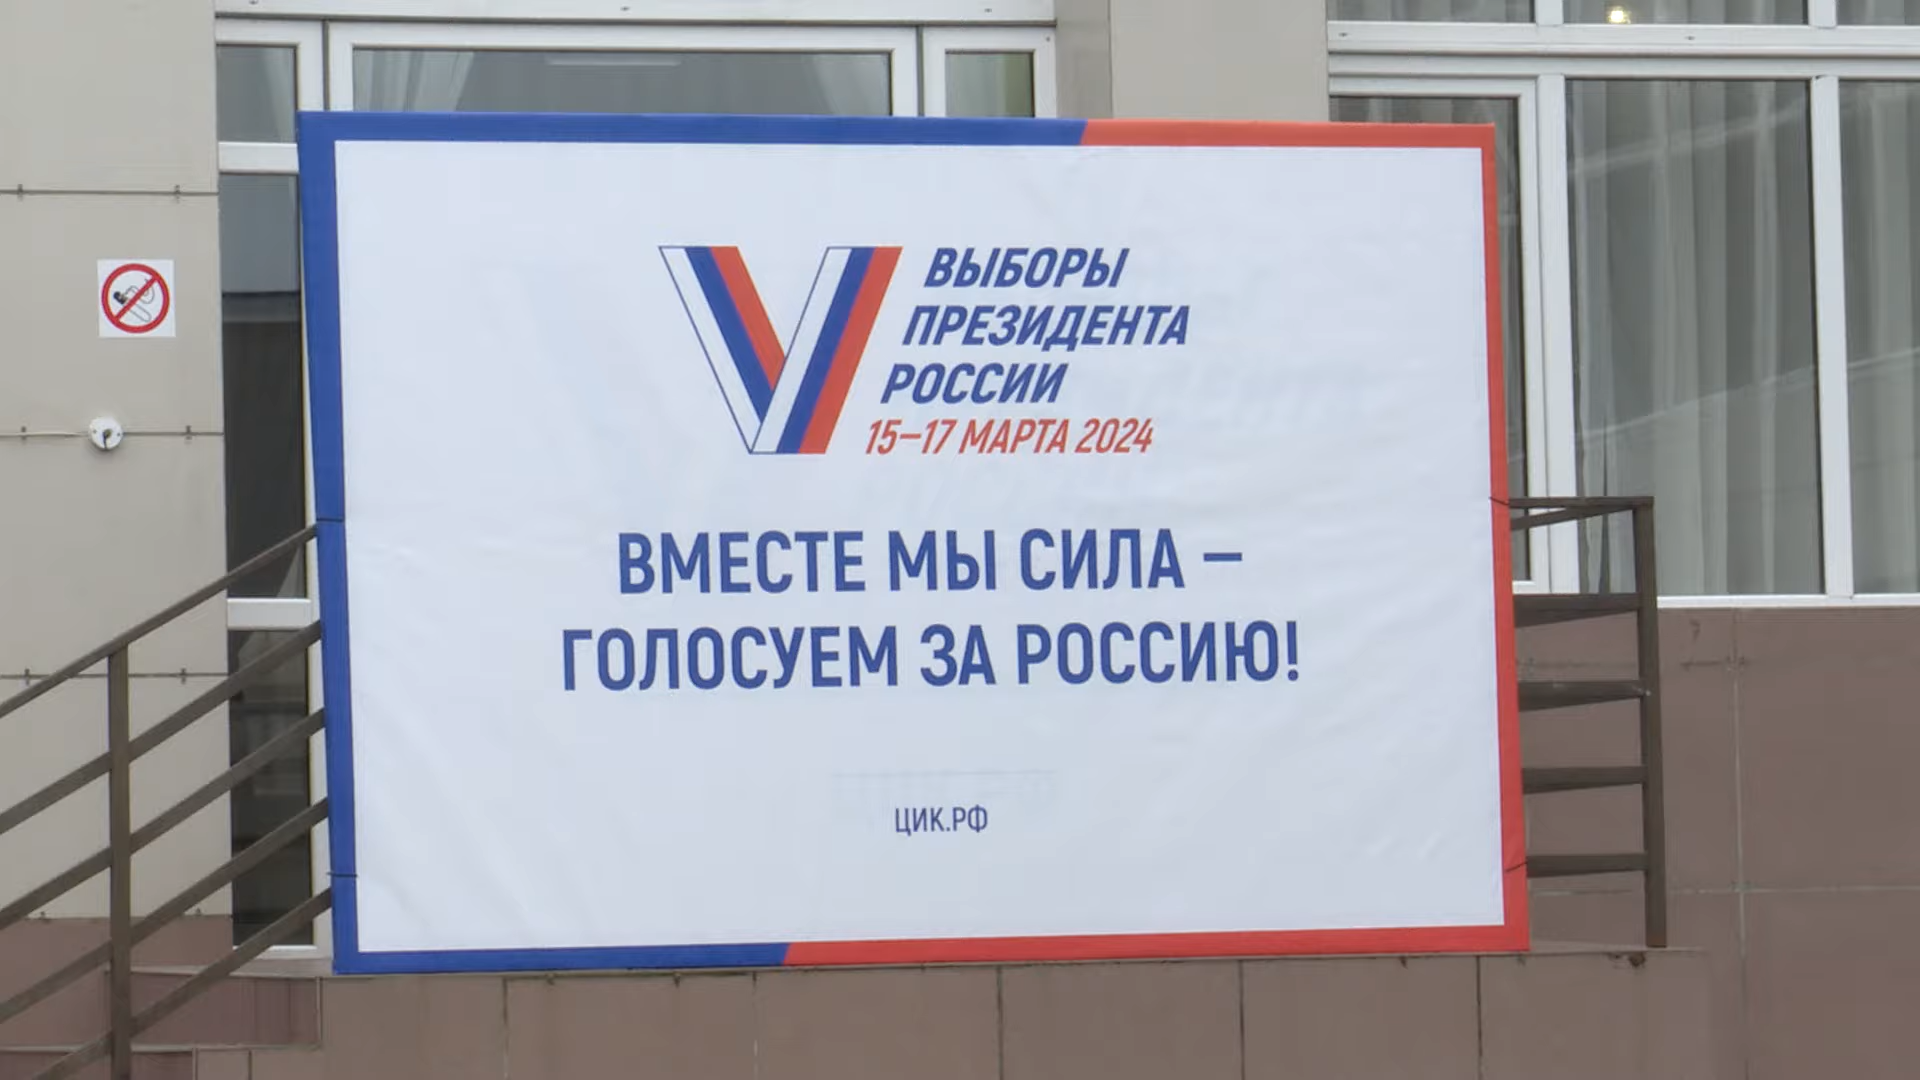 ВЫБОРЫ
ПРЕЗИДЕНТА
РОССИИ
15–17 МАРТА 2024
ВМЕСТЕ МЫ СИЛА –
ГОЛОСУЕМ ЗА РОССИЮ!
ЦИК.РФ